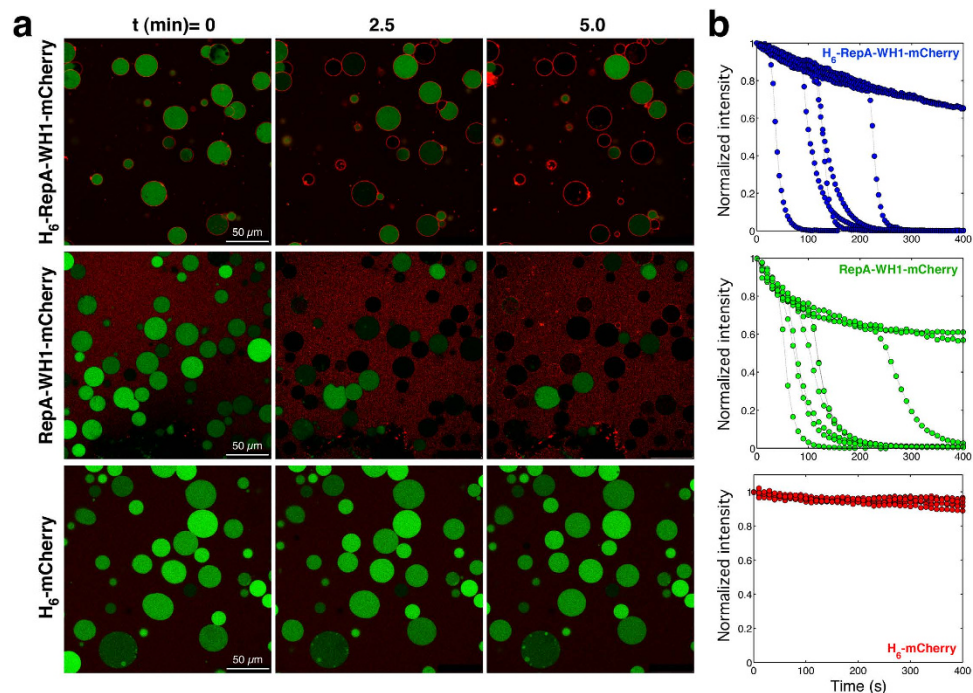 a
t (min)= 0
2.5
5.0
H6-RepA-WH1-mCherry
50 µm
RepA-WH1-mCherry
50 µm
H6-mCherry
50 µm
b
H6-RepA-WH1-mCherry
Normalized intensity
1
0.8
0.6
0.4
0.2
0
0 100 200 300 400
RepA-WH1-mCherry
Normalized intensity
1
0.8
0.6
0.4
0.2
0
0 100 200 300 400
Normalized intensity
1
0.8
0.6
0.4
0.2
0
H6-mCherry
0 100 200 300 400
Time (s)